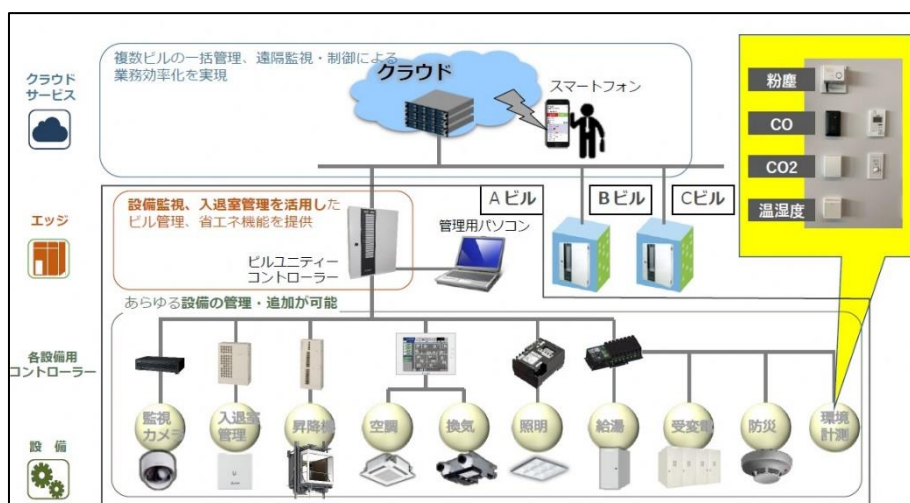 複数ビルの一括管理、遠隔監視・制御による
業務効率化を実現
クラウド
サービス
クラウド
スマートフォン
粉塵
CO
CO2
温湿度
エッジ
設備監視、入退室管理を活用した
ビル管理、省エネ機能を提供
Aビル
Bビル
Cビル
管理用パソコン
ビルユニティー
コントローラー
あらゆる設備の管理・追加が可能
各設備用
コントローラー
監視
カメラ
入退室
管理
昇降機
空調
換気
照明
給湯
受変電
防災
環境
計測
設 備